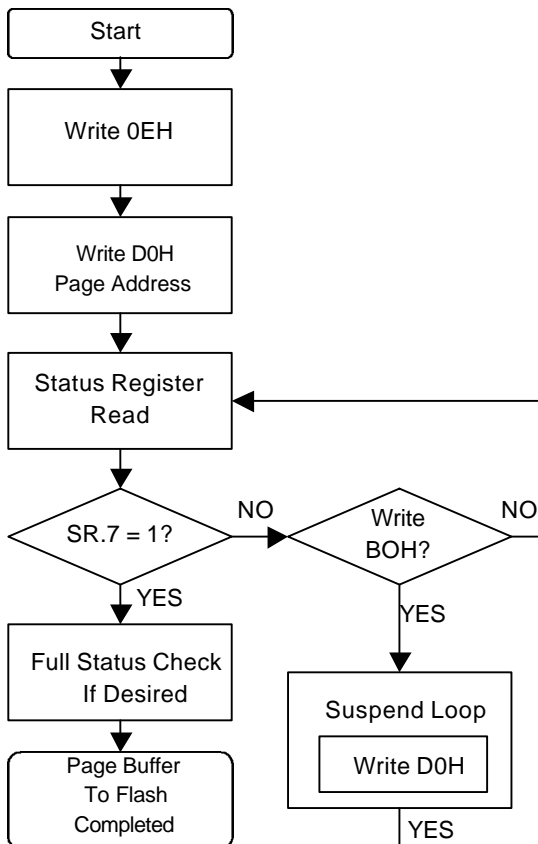 Start
Write 0EH
Write D0H
Page Address
Status Register
Read
SR.7 = 1?
NO
Write
BOH?
NO
YES
YES
Full Status Check
If Desired
Suspend Loop
Write D0H
Page Buffer
To Flash
Completed
YES